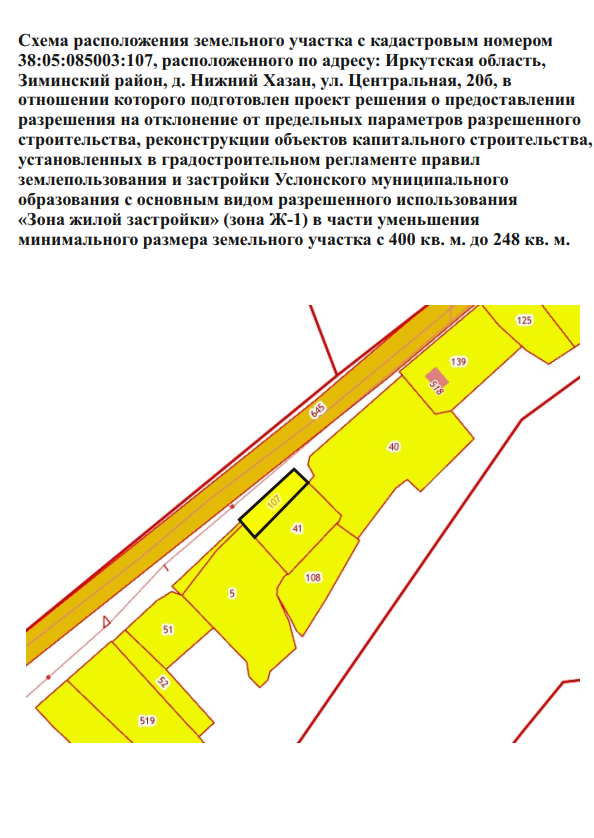 Схема расположения земельного участка с кадастровым номером
38:05:085003:107, расположенного по адресу: Иркутская область,
Зиминский район, д. Нижний Хазан, ул. Центральная, 20б, в
отношении которого подготовлен проект решения о предоставлении
разрешения на отклонение от предельных параметров разрешенного
строительства, реконструкции объектов капитального строительства,
установленных в градостроительном регламенте правил
землепользования и застройки Услонского муниципального
образования с основным видом разрешенного использования
«Зона жилой застройки» (зона Ж-1) в части уменьшения
минимального размера земельного участка с 400 кв. м. до 248 кв. м.
125
139
518
645
40
107
41
108
5
51
52
519